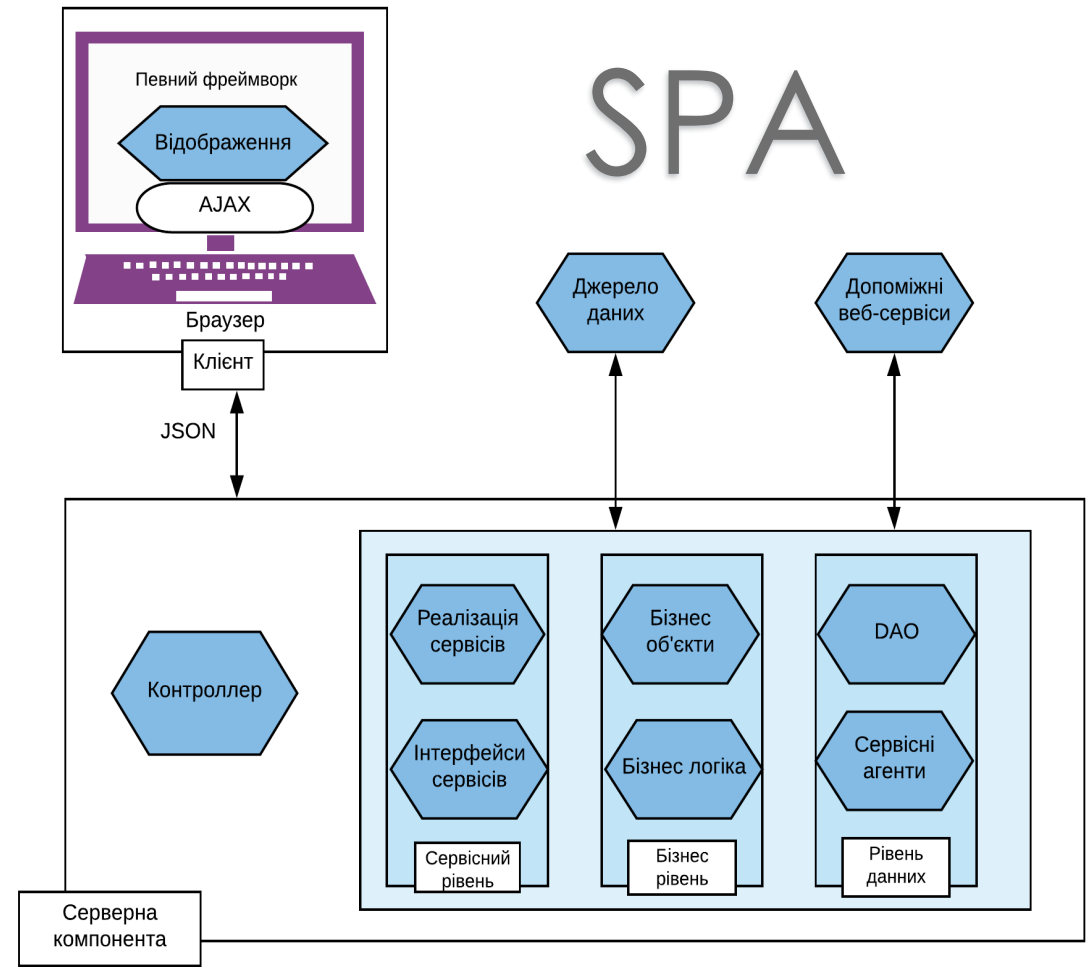 SPA
Певний фреймворк
Відображення
AJAX
Браузер
Клієнт
JSON
Джерело
даних
Допоміжні
веб-сервіси
Контроллер
Реалізація
сервісів
Інтерфейси
сервісів
Сервісний
рівень
Бізнес
об'єкти
Бізнес логіка
Бізнес
рівень
DAO
Сервісні
агенти
Рівень
данних
Серверна
компонента